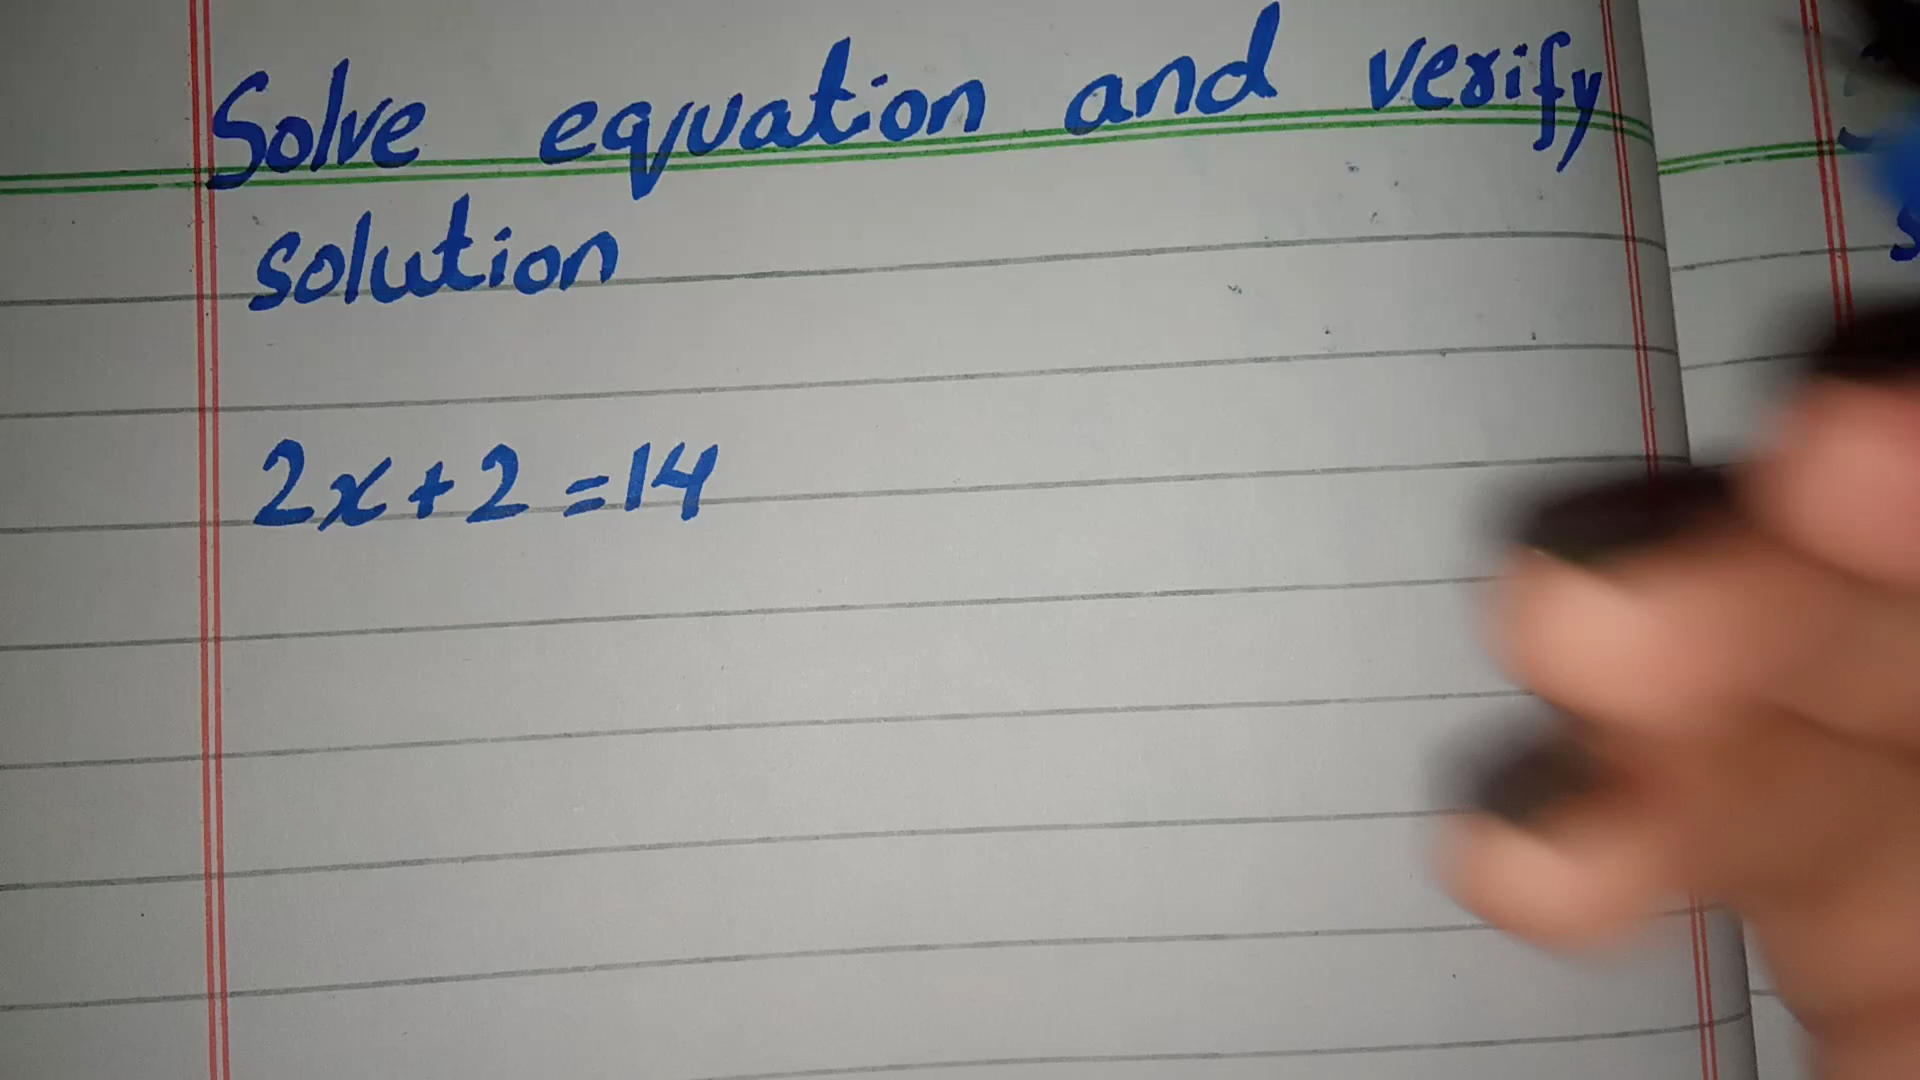 Solve equation and verify
solution
2x+2=14